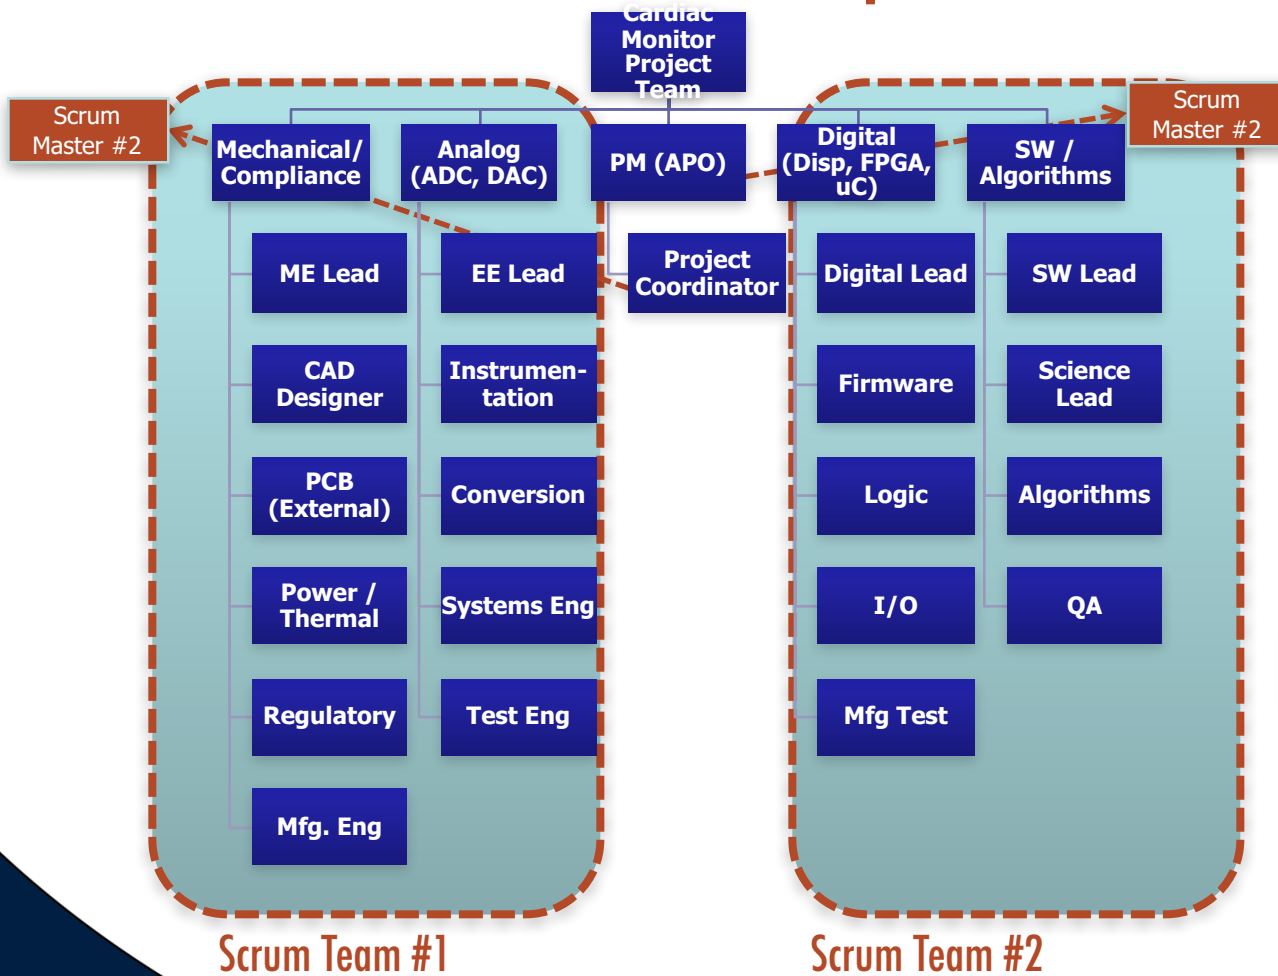 Cardiac
Monitor
Project
Team
Scrum
Master #2
Scrum
Master #2
Mechanical/
Compliance
Analog
(ADC, DAC)
PM (APO)
Digital
(Disp, FPGA,
uC)
SW /
Algorithms
ME Lead
EE Lead
Project
Coordinator
Digital Lead
SW Lead
CAD
Designer
Instrumen-
tation
Firmware
Science
Lead
PCB
(External)
Conversion
Logic
Algorithms
Power /
Thermal
Systems Eng
I/O
QA
Regulatory
Test Eng
Mfg Test
Mfg. Eng
Scrum Team #1
Scrum Team #2